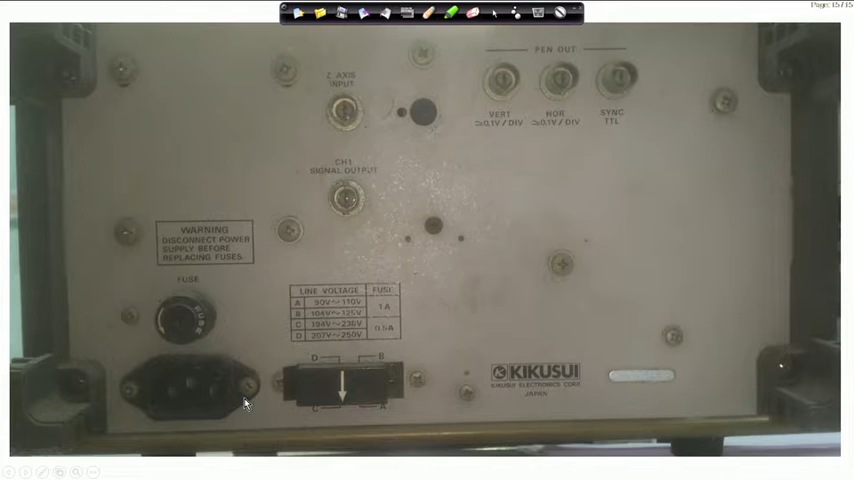 Page: 15/15
Z AXIS
INPUT
PEN OUT
VERT
≃0.1V / DIV
HOR
≃0.1V / DIV
SYNC
TTL
CH1
SIGNAL OUTPUT
WARNING
DISCONNECT POWER
SUPPLY BEFORE
REPLACING FUSES.
FUSE
FUSE
LINE VOLTAGE FUSE
A 90V~110V 1A
B 104V~125V
C 194V~236V 0.5A
D 207V~250V
D B
C A
KIKUSUI
KIKUSUI ELECTRONICS CORP.
JAPAN